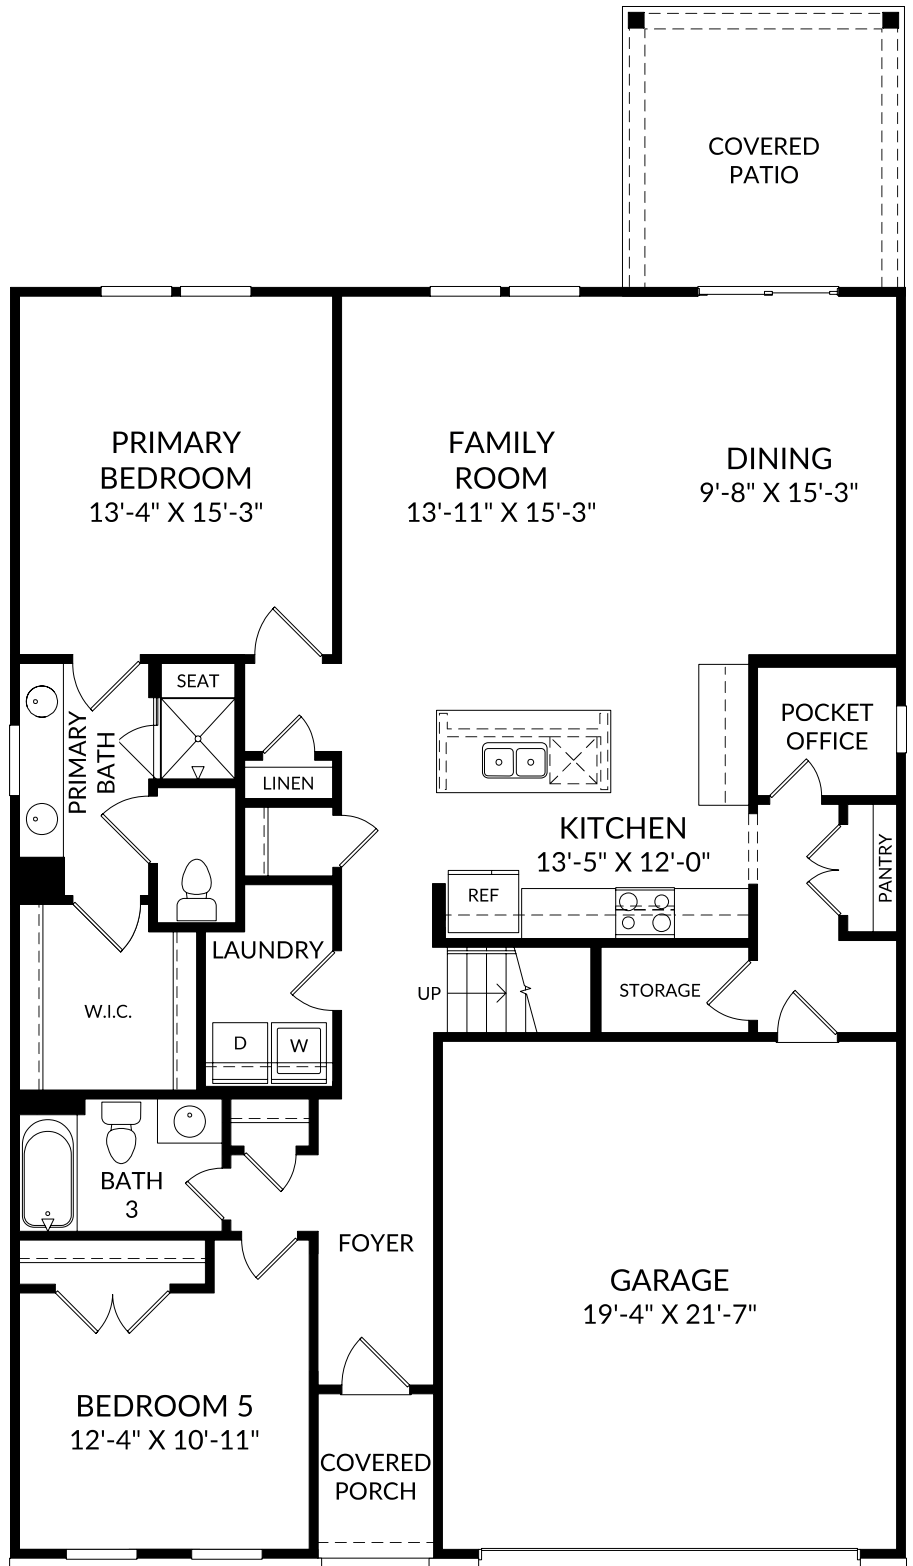 COVERED
PATIO
PRIMARY
BEDROOM
13'-4" X 15'-3"
FAMILY
ROOM
13'-11" X 15'-3"
DINING
9'-8" X 15'-3"
SEAT
PRIMARY
BATH
LINEN
POCKET
OFFICE
KITCHEN
13'-5" X 12'-0"
PANTRY
REF
LAUNDRY
UP
STORAGE
W.I.C.
D
W
BATH
3
FOYER
GARAGE
19'-4" X 21'-7"
BEDROOM 5
12'-4" X 10'-11"
COVERED
PORCH